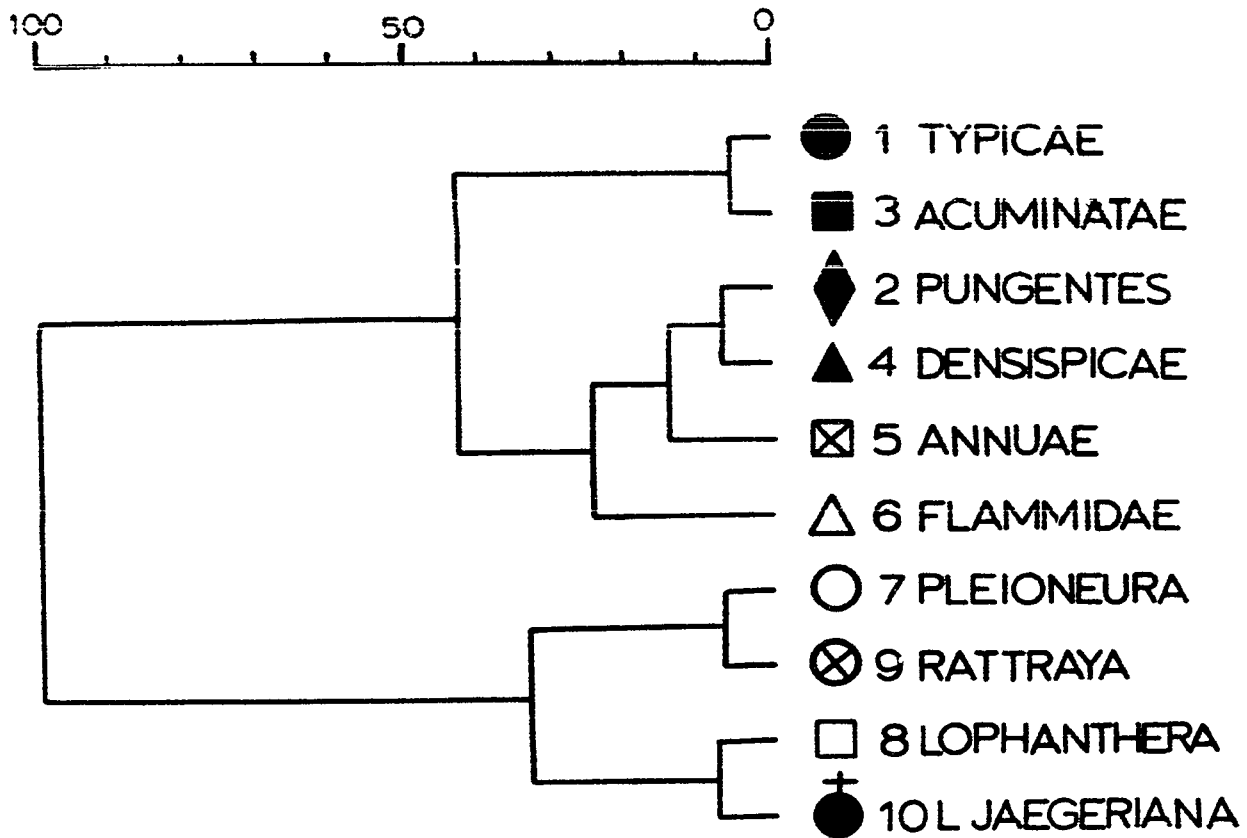 100 50 0
1 TYPICAE
3 ACUMINATAE
2 PUNGENTES
4 DENSISPICAE
5 ANNUAE
6 FLAMMIDAE
7 PLEIONEURA
9 RATTRAYA
8 LOPHANTHERA
10 L JAEGERIANA